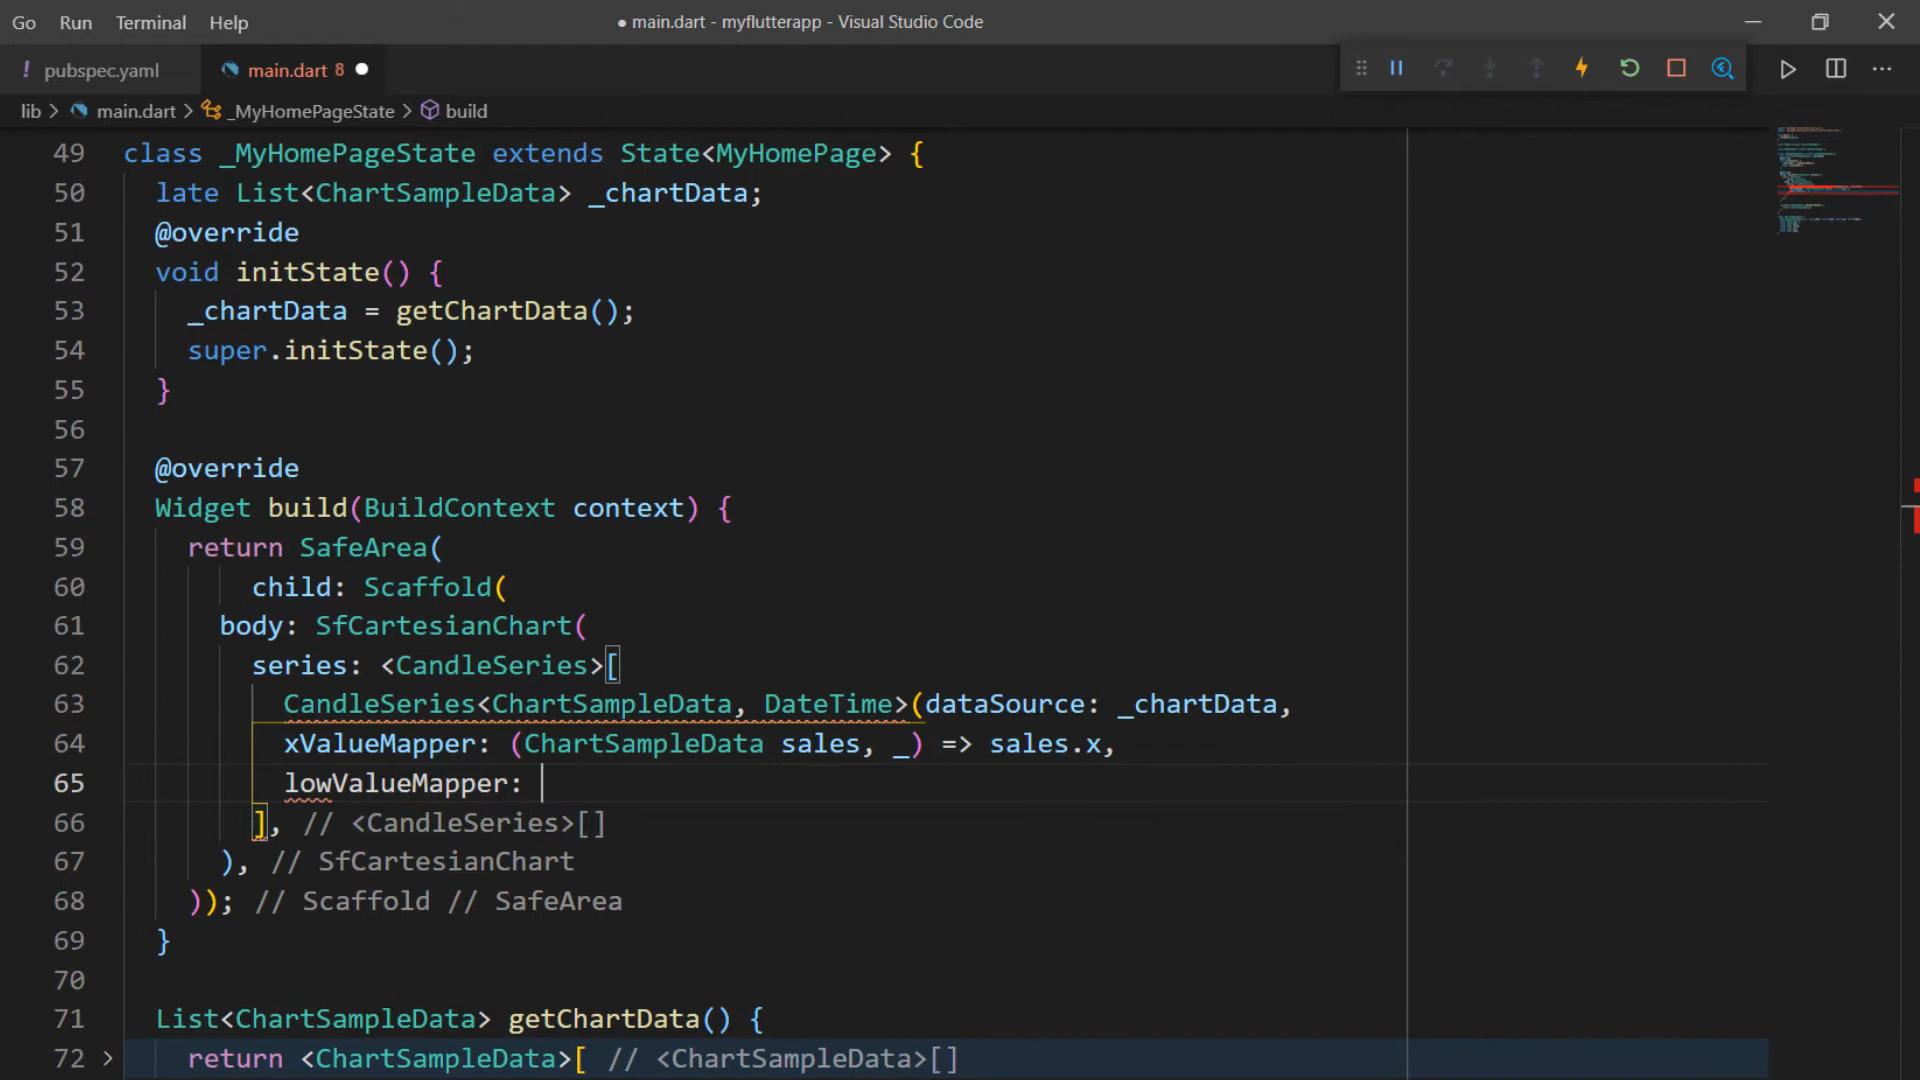 Go Run Terminal Help ● main.dart - myflutterapp - Visual Studio Code
! pubspec.yaml main.dart 8
lib > main.dart > _MyHomePageState > build
49 class _MyHomePageState extends State<MyHomePage> {
50 late List<ChartSampleData> _chartData;
51 @override
52 void initState() {
53 _chartData = getChartData();
54 super.initState();
55 }
56
57 @override
58 Widget build(BuildContext context) {
59 return SafeArea(
60 child: Scaffold(
61 body: SfCartesianChart(
62 series: <CandleSeries>[
63 CandleSeries<ChartSampleData, DateTime>(dataSource: _chartData,
64 xValueMapper: (ChartSampleData sales, _) => sales.x,
65 lowValueMapper:
66 ], // <CandleSeries>[]
67 ), // SfCartesianChart
68 )); // Scaffold // SafeArea
69 }
70
71 List<ChartSampleData> getChartData() {
72 > return <ChartSampleData>[ // <ChartSampleData>[]